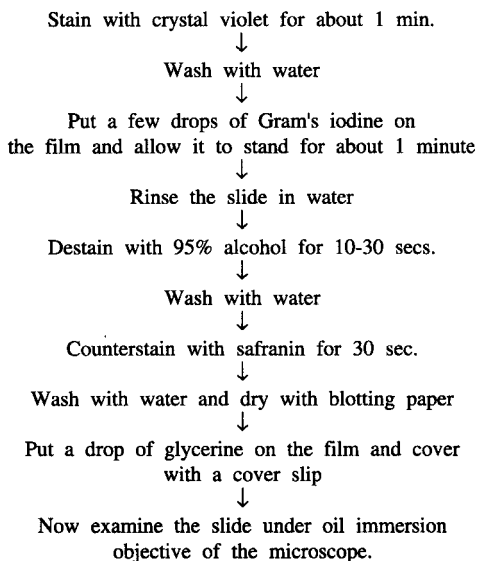 Stain with crystal violet for about 1 min.
↓
Wash with water
↓
Put a few drops of Gram's iodine on
the film and allow it to stand for about 1 minute
↓
Rinse the slide in water
↓
Destain with 95% alcohol for 10-30 secs.
↓
Wash with water
↓
Counterstain with safranin for 30 sec.
↓
Wash with water and dry with blotting paper
↓
Put a drop of glycerine on the film and cover
with a cover slip
↓
Now examine the slide under oil immersion
objective of the microscope.